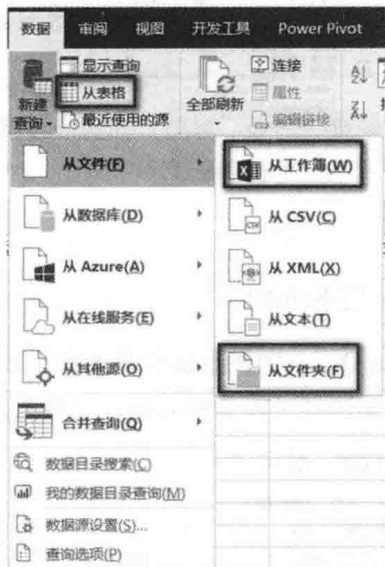 数据 审阅 视图 开发工具 Power Pivot
显示查询 连接
从表格 属性
新建查询 最近使用的源 全部刷新 编辑链接
从文件(F) 从工作簿(W)
从数据库(D) 从 CSV(C)
从 Azure(A) 从 XML(X)
从在线服务(E) 从文本(T)
从其他源(O) 从文件夹(F)
合并查询(Q)
数据目录搜索(C)
我的数据目录查询(M)
数据源设置(S)...
查询选项(P)